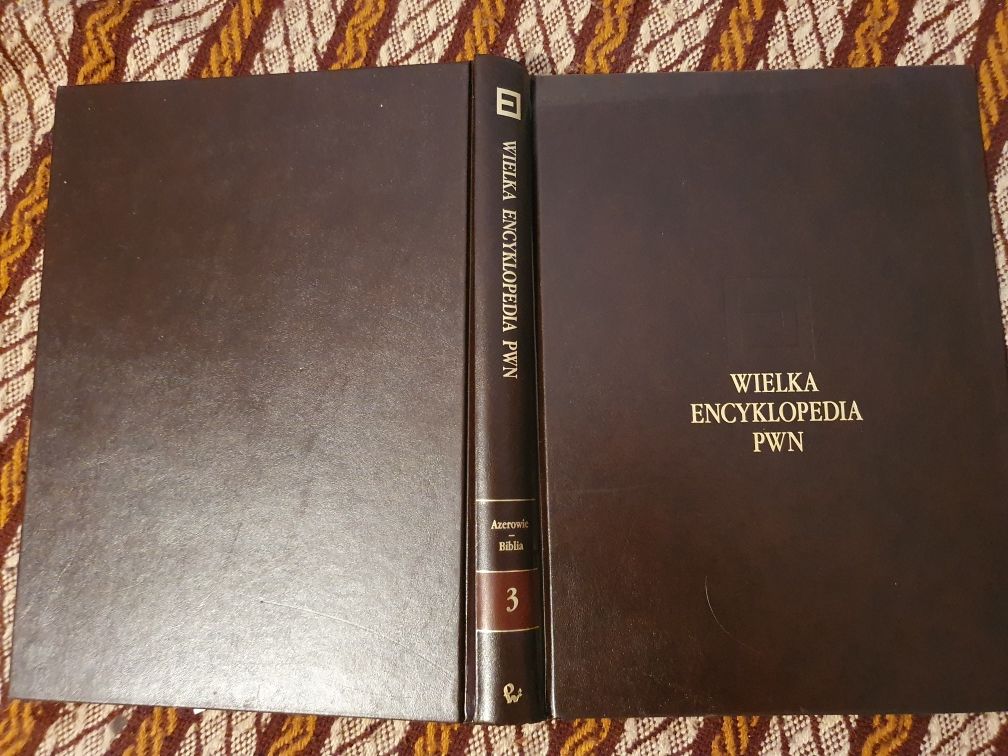 WIELKA ENCYKLOPEDIA PWN
Azerowie
–
Biblia
3
WIELKA
ENCYKLOPEDIA
PWN